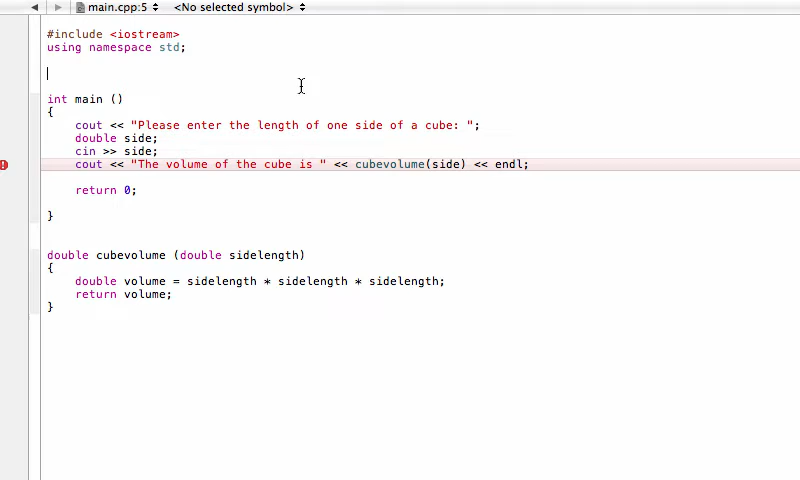 main.cpp:5 <No selected symbol>
#include <iostream>
using namespace std;
int main ()
{
    cout << "Please enter the length of one side of a cube: ";
    double side;
    cin >> side;
    cout << "The volume of the cube is " << cubevolume(side) << endl;
    return 0;
}
double cubevolume (double sidelength)
{
    double volume = sidelength * sidelength * sidelength;
    return volume;
}